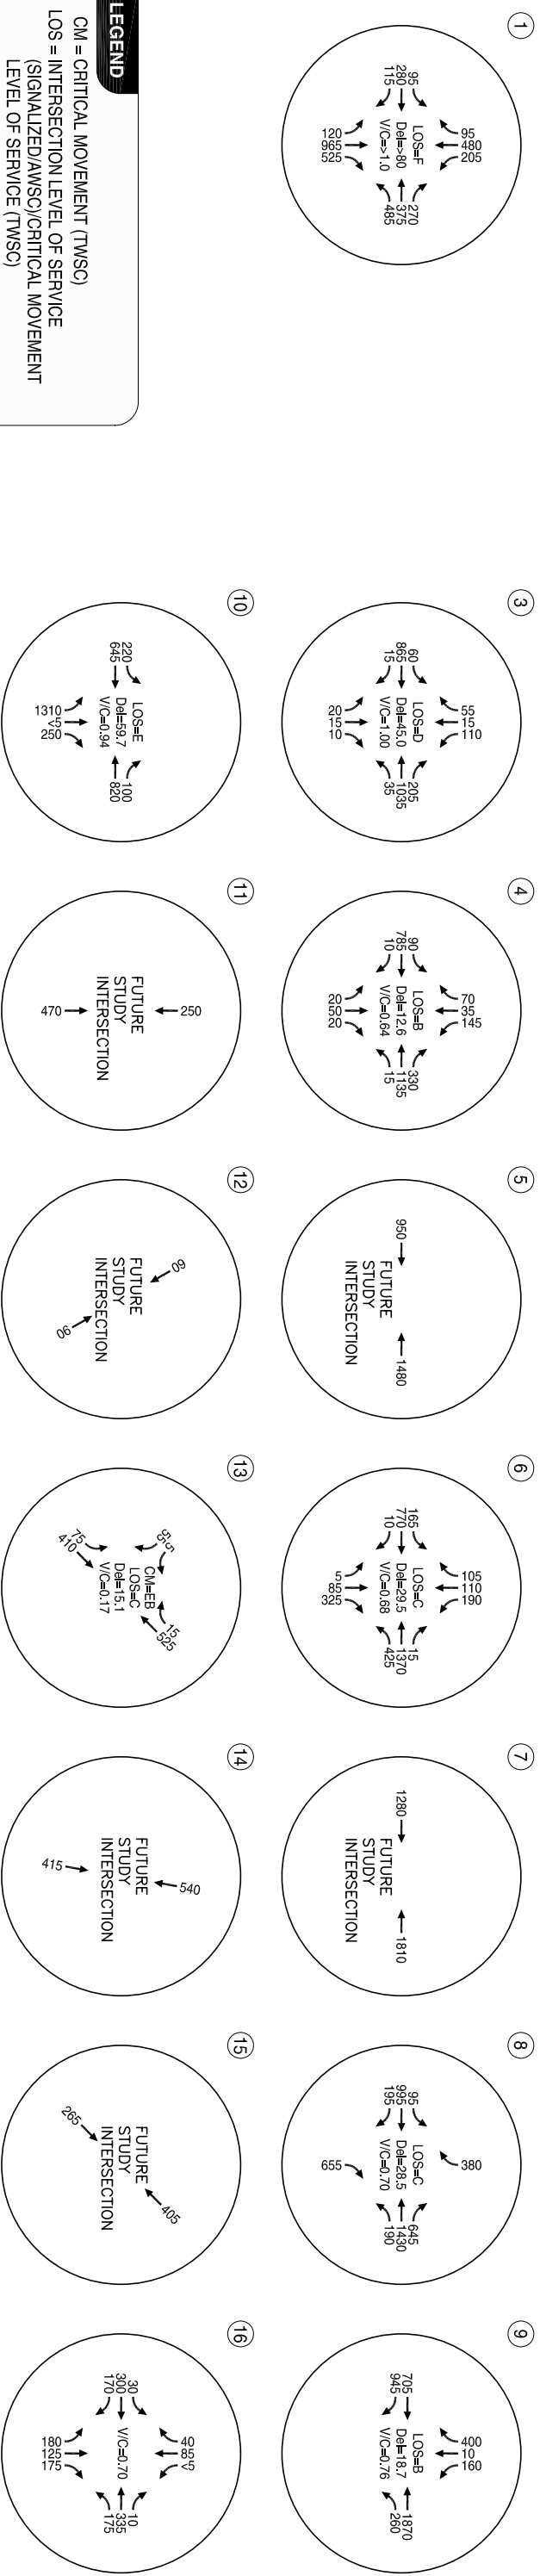 1
95
480
205
95
280
115
LOS=F
Del=>80
V/C=>1.0
270
375
485
120
965
525
3
55
15
110
60
865
15
LOS=D
Del=45.0
V/C=1.00
205
1035
35
20
15
10
4
70
35
145
90
785
10
LOS=B
Del=12.6
V/C=0.64
330
1135
15
20
50
20
5
950
1480
FUTURE
STUDY
INTERSECTION
6
105
110
190
165
770
10
LOS=C
Del=29.5
V/C=0.68
15
1370
425
5
85
325
7
1280
1810
FUTURE
STUDY
INTERSECTION
8
380
95
995
195
LOS=C
Del=28.5
V/C=0.70
645
1430
190
655
9
400
10
160
705
945
LOS=B
Del=18.7
V/C=0.76
1870
260
10
220
645
LOS=E
Del=59.7
V/C=0.94
100
820
1310
<5
250
11
250
FUTURE
STUDY
INTERSECTION
470
12
60
FUTURE
STUDY
INTERSECTION
90
13
5
<5
CM=EB
LOS=C
Del=15.1
V/C=0.17
15
525
75
410
14
540
FUTURE
STUDY
INTERSECTION
415
15
405
FUTURE
STUDY
INTERSECTION
265
16
40
85
<5
30
300
170
V/C=0.70
10
335
175
180
125
175
LEGEND
CM = CRITICAL MOVEMENT (TWSC)
LOS = INTERSECTION LEVEL OF SERVICE
(SIGNALIZED/AWSC)/CRITICAL MOVEMENT
LEVEL OF SERVICE (TWSC)